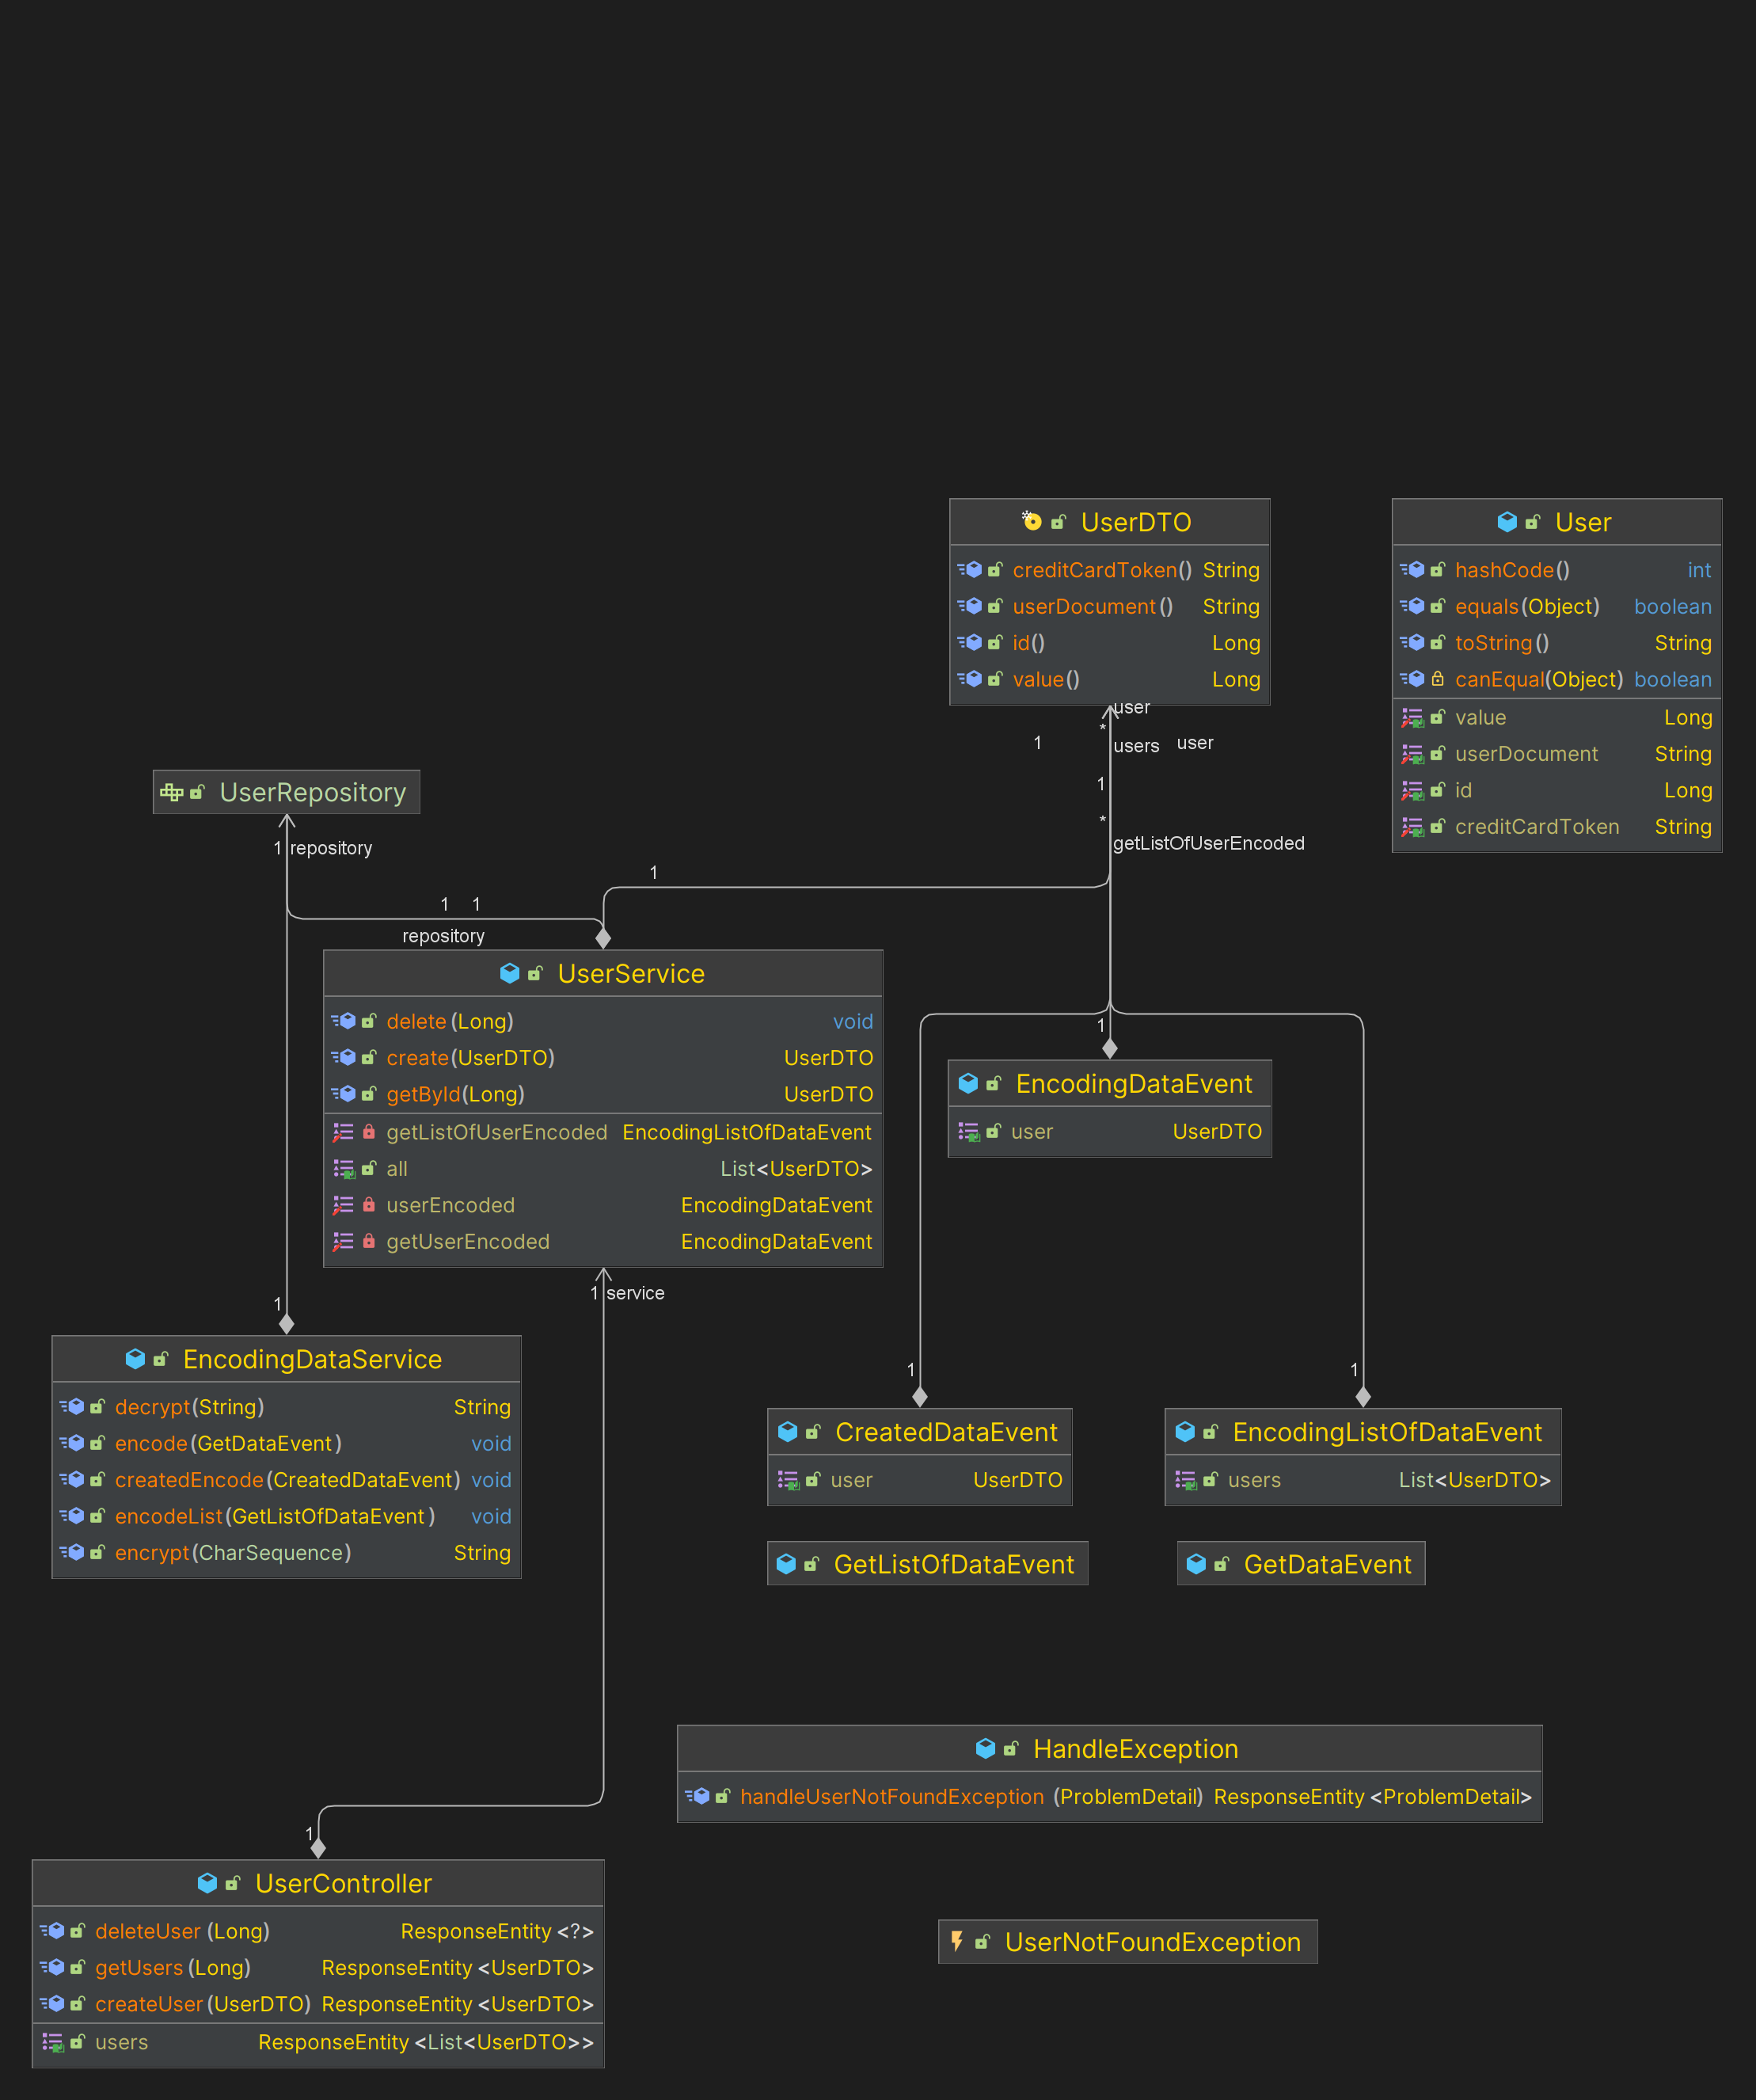 UserDTO
creditCardToken() String
userDocument() String
id() Long
value() Long
User
hashCode() int
equals(Object) boolean
toString() String
canEqual(Object) boolean
value Long
userDocument String
id Long
creditCardToken String
user
*
1
users
user
1
*
getListOfUserEncoded
UserRepository
1 repository
1
1 1
repository
UserService
delete(Long) void
create(UserDTO) UserDTO
getById(Long) UserDTO
getListOfUserEncoded EncodingListOfDataEvent
all List<UserDTO>
userEncoded EncodingDataEvent
getUserEncoded EncodingDataEvent
1
EncodingDataEvent
user UserDTO
1 service
1
EncodingDataService
decrypt(String) String
encode(GetDataEvent) void
createdEncode(CreatedDataEvent) void
encodeList(GetListOfDataEvent) void
encrypt(CharSequence) String
1
CreatedDataEvent
user UserDTO
1
EncodingListOfDataEvent
users List<UserDTO>
GetListOfDataEvent
GetDataEvent
HandleException
handleUserNotFoundException (ProblemDetail) ResponseEntity<ProblemDetail>
1
UserController
deleteUser(Long) ResponseEntity<?>
getUsers(Long) ResponseEntity<UserDTO>
createUser(UserDTO) ResponseEntity<UserDTO>
users ResponseEntity<List<UserDTO>>
UserNotFoundException